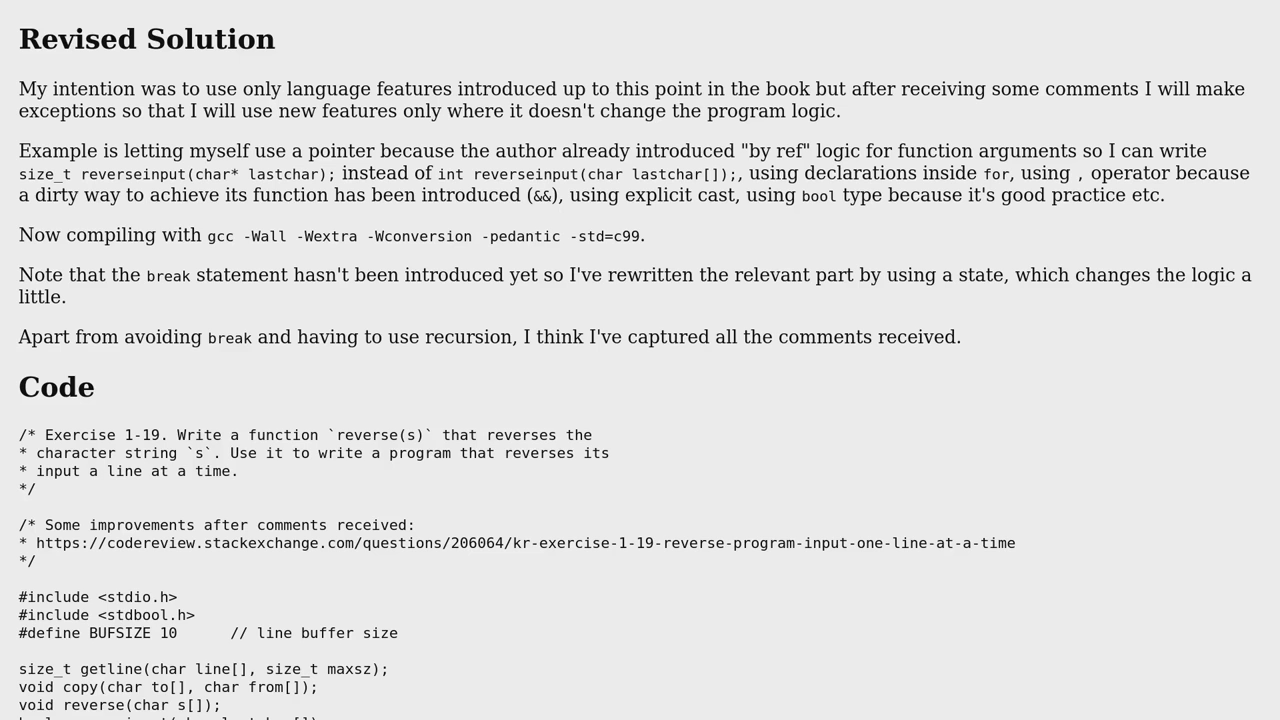 Revised Solution
My intention was to use only language features introduced up to this point in the book but after receiving some comments I will make
exceptions so that I will use new features only where it doesn't change the program logic.
Example is letting myself use a pointer because the author already introduced "by ref" logic for function arguments so I can write
size_t reverseinput(char* lastchar); instead of int reverseinput(char lastchar[]);, using declarations inside for, using , operator because
a dirty way to achieve its function has been introduced (&&), using explicit cast, using bool type because it's good practice etc.
Now compiling with gcc -Wall -Wextra -Wconversion -pedantic -std=c99.
Note that the break statement hasn't been introduced yet so I've rewritten the relevant part by using a state, which changes the logic a
little.
Apart from avoiding break and having to use recursion, I think I've captured all the comments received.
Code
/* Exercise 1-19. Write a function `reverse(s)` that reverses the
* character string `s`. Use it to write a program that reverses its
* input a line at a time.
*/
/* Some improvements after comments received:
* https://codereview.stackexchange.com/questions/206064/kr-exercise-1-19-reverse-program-input-one-line-at-a-time
*/
#include <stdio.h>
#include <stdbool.h>
#define BUFSIZE 10      // line buffer size
size_t getline(char line[], size_t maxsz);
void copy(char to[], char from[]);
void reverse(char s[]);